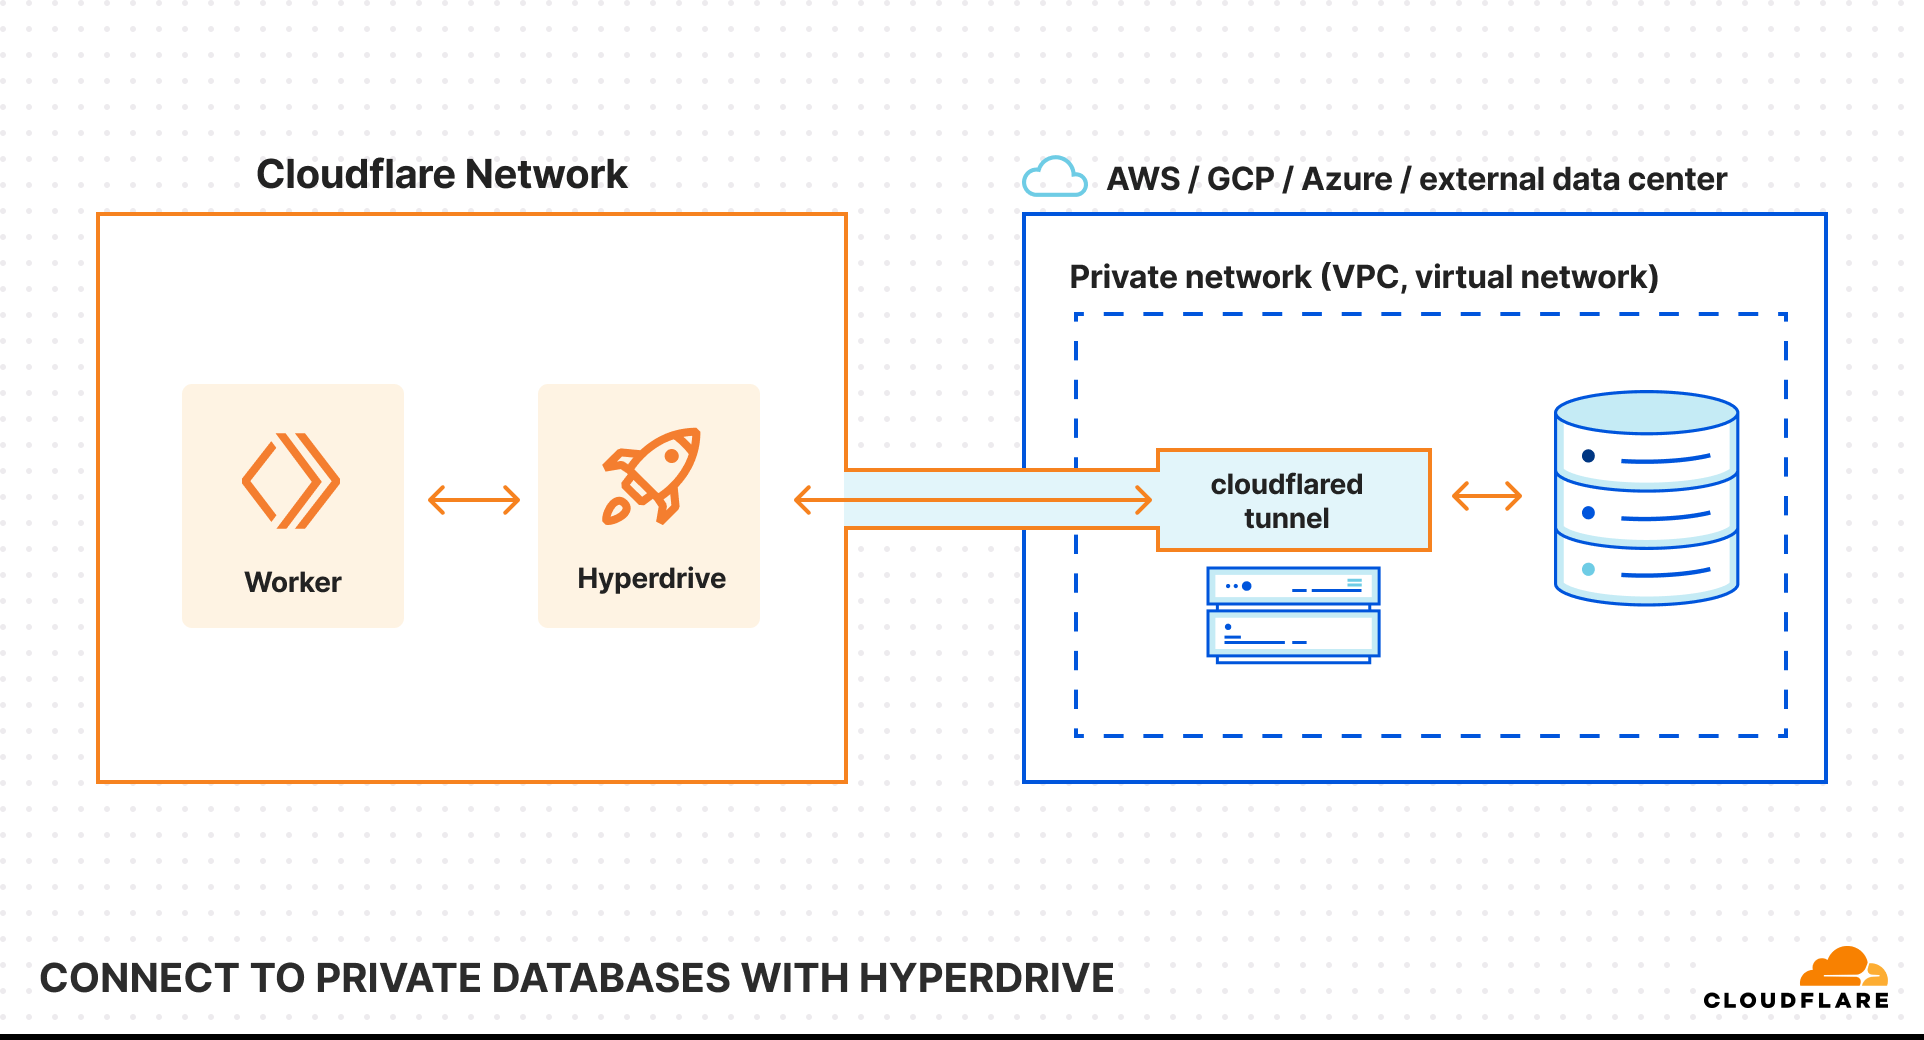 Cloudflare Network
AWS / GCP / Azure / external data center
Private network (VPC, virtual network)
Worker
Hyperdrive
cloudflared
tunnel
CONNECT TO PRIVATE DATABASES WITH HYPERDRIVE
CLOUDFLARE